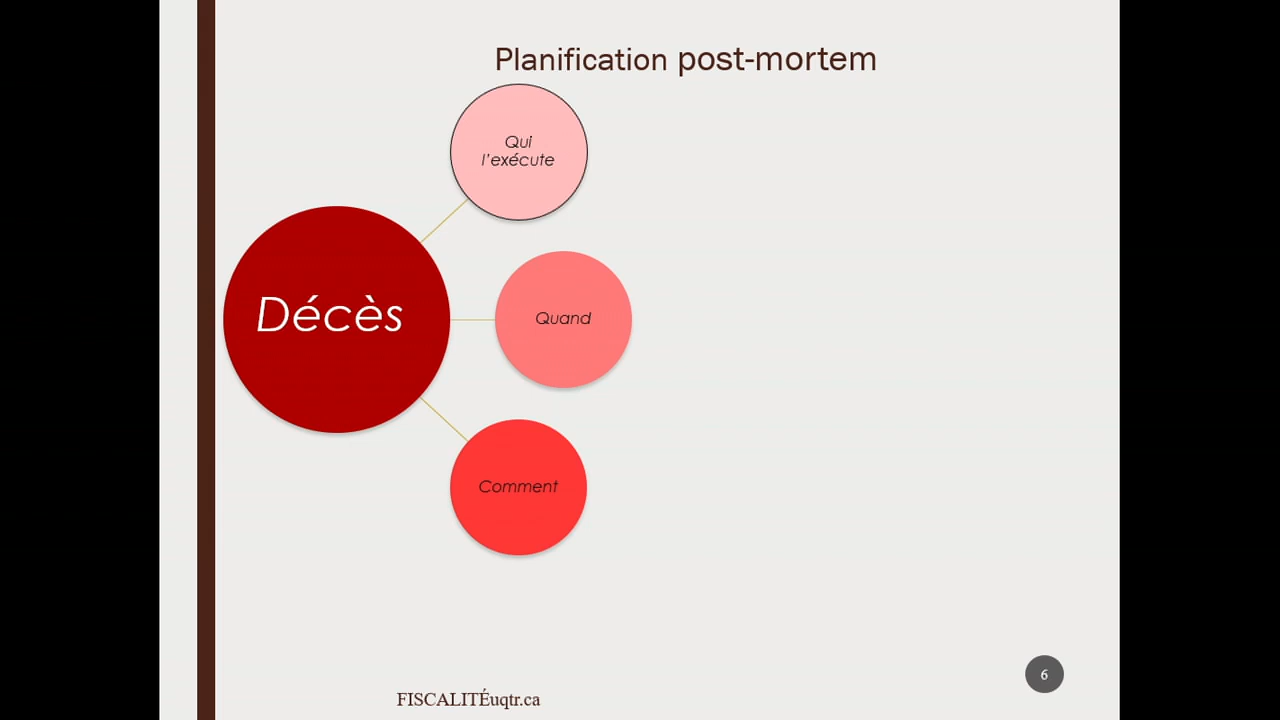 Planification post-mortem
Qui
l'exécute
Décès
Quand
Comment
6
FISCALITÉuqtr.ca